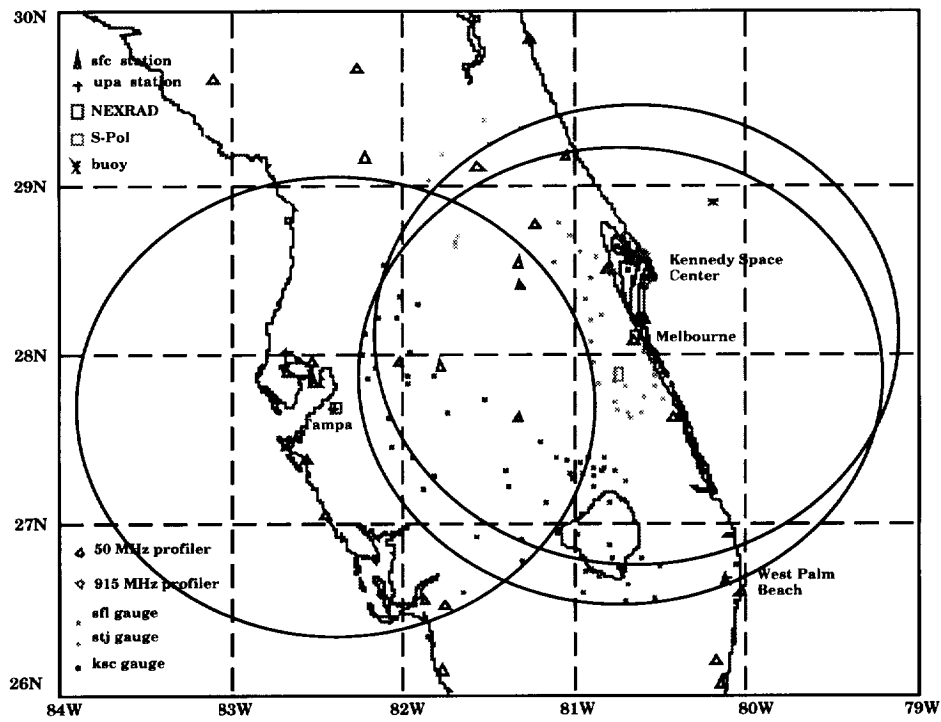 30N
sfc station
upa station
NEXRAD
S-Pol
buoy
29N
Kennedy Space
Center
28N
Melbourne
Tampa
27N
50 MHz profiler
915 MHz profiler
West Palm
Beach
sfl gauge
stj gauge
ksc gauge
26N
84W
83W
82W
81W
80W
79W